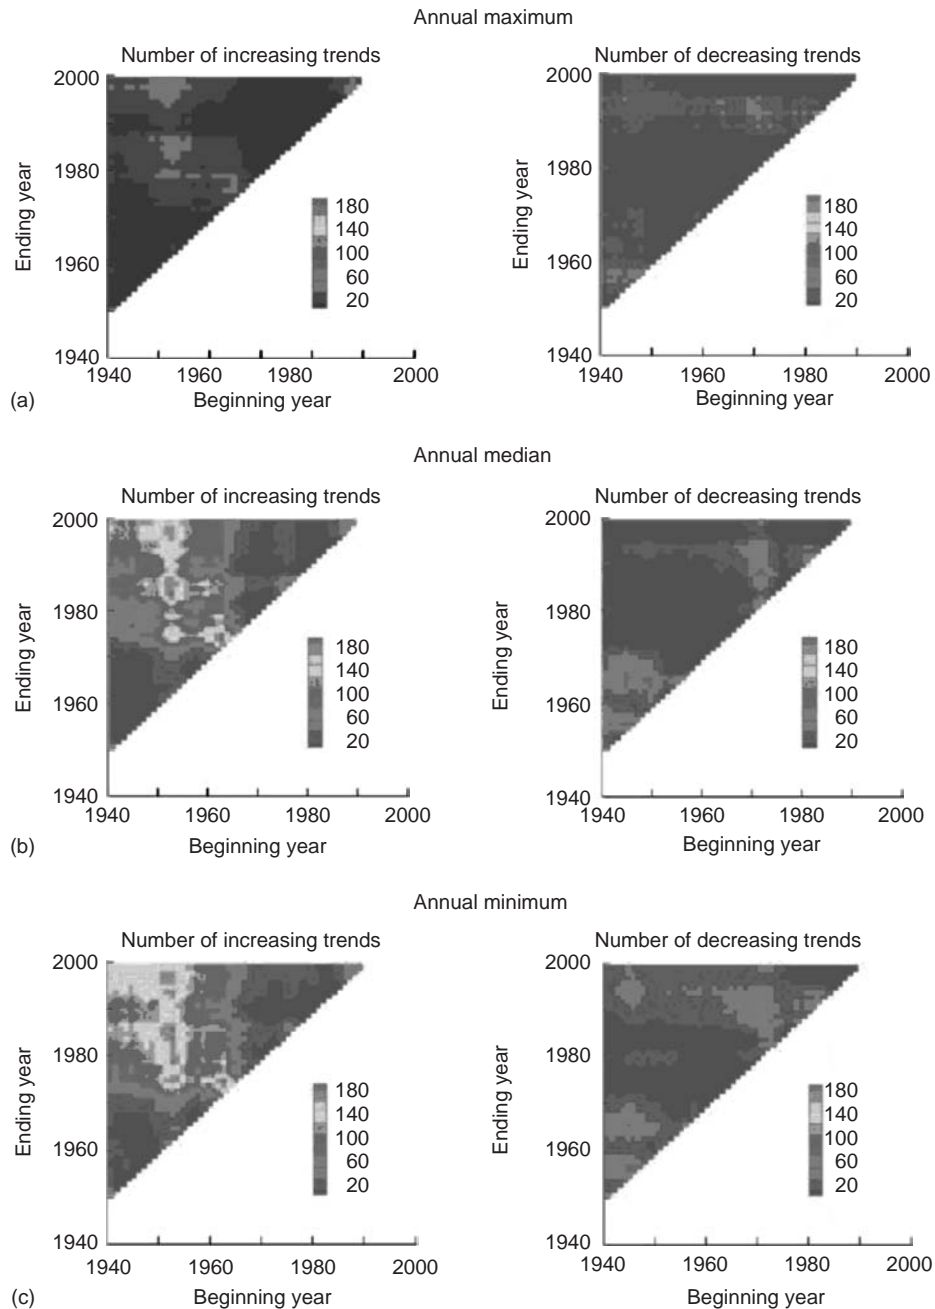 Annual maximum
Number of increasing trends
Number of decreasing trends
2000
1980
1960
1940
Ending year
180
140
100
60
20
1940 1960 1980 2000
Beginning year
2000
1980
1960
1940
Ending year
180
140
100
60
20
1940 1960 1980 2000
Beginning year
(a)
Annual median
Number of increasing trends
Number of decreasing trends
2000
1980
1960
1940
Ending year
180
140
100
60
20
1940 1960 1980 2000
Beginning year
2000
1980
1960
1940
Ending year
180
140
100
60
20
1940 1960 1980 2000
Beginning year
(b)
Annual minimum
Number of increasing trends
Number of decreasing trends
2000
1980
1960
1940
Ending year
180
140
100
60
20
1940 1960 1980 2000
Beginning year
2000
1980
1960
1940
Ending year
180
140
100
60
20
1940 1960 1980 2000
Beginning year
(c)